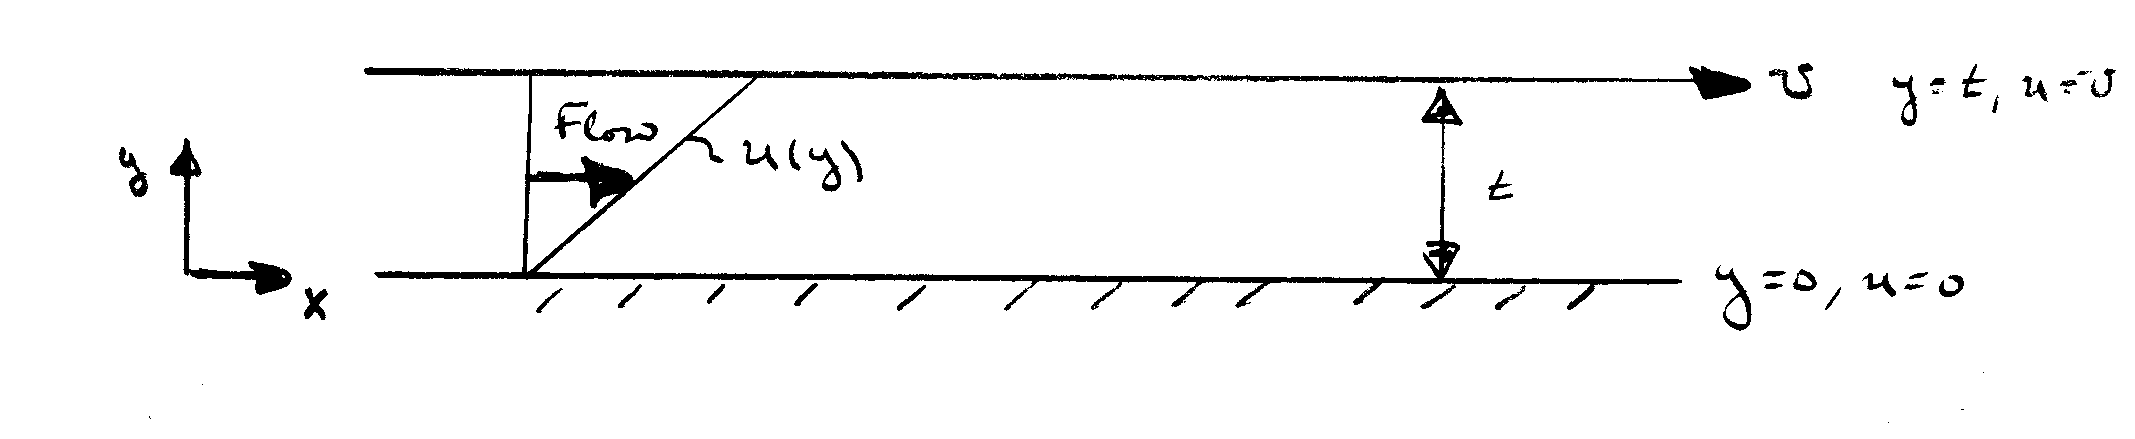 υ y=t, u=υ
Flow
u(y)
y
t
x
y=0, u=0